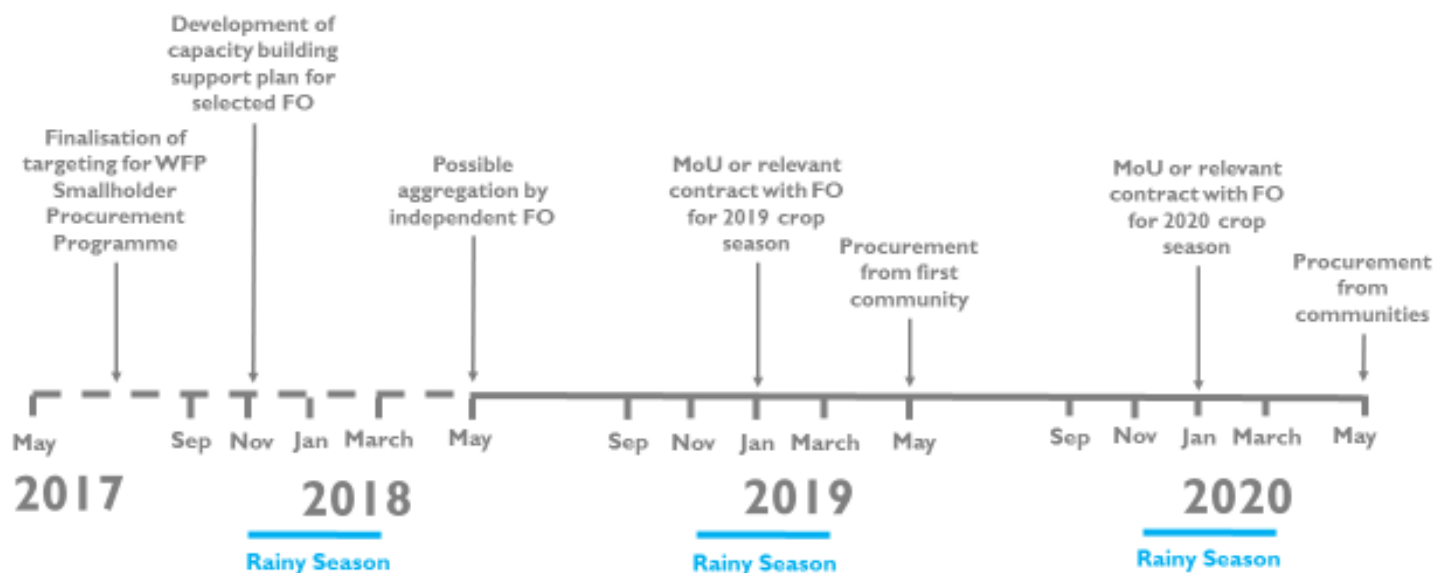 Development of
capacity building
support plan for
selected FO
Finalisation of
targeting for WFP
Smallholder
Procurement
Programme
Possible
aggregation by
independent FO
MoU or relevant
contract with FO
for 2019 crop
season
Procurement
from first
community
MoU or relevant
contract with FO
for 2020 crop
season
Procurement
from
communities
May
Sep
Nov
Jan
March
May
Sep
Nov
Jan
March
May
Sep
Nov
Jan
March
May
2017
2018
2019
2020
Rainy Season
Rainy Season
Rainy Season